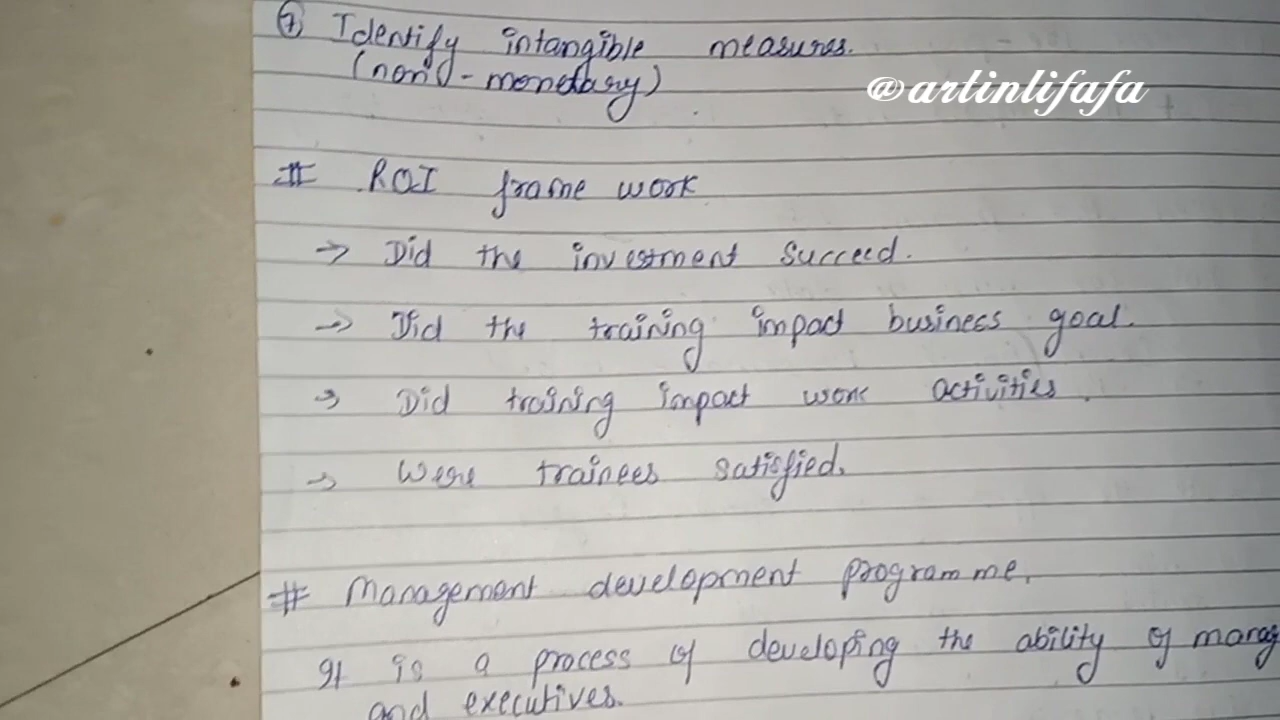 ⑦ Identify intangible measures.
(non-monetary)
@artinlifafa
# ROI frame work
→ Did the investment succeed.
→ Did the training impact business goal.
→ Did training impact work activities.
→ Were trainees satisfied.
# Management development programme.
It is a process of developing the ability of manag
and executives.